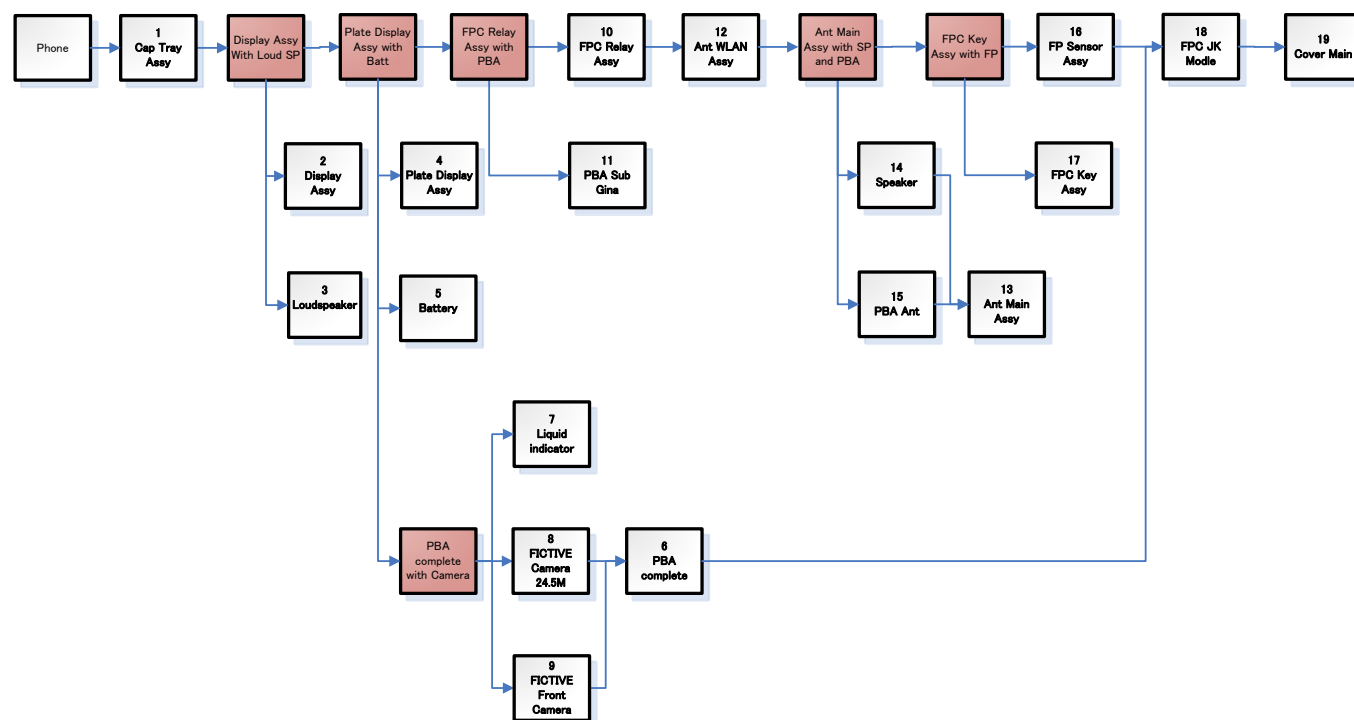 Phone
1
Cap Tray
Assy
Display Assy
With Loud SP
Plate Display
Assy with
Batt
FPC Relay
Assy with
PBA
10
FPC Relay
Assy
12
Ant WLAN
Assy
Ant Main
Assy with SP
and PBA
FPC Key
Assy with FP
16
FP Sensor
Assy
18
FPC JK
Modle
19
Cover Main
2
Display
Assy
4
Plate Display
Assy
11
PBA Sub
Gina
14
Speaker
17
FPC Key
Assy
3
Loudspeaker
5
Battery
15
PBA Ant
13
Ant Main
Assy
7
Liquid
indicator
PBA
complete
with Camera
8
FICTIVE
Camera
24.5M
6
PBA
complete
9
FICTIVE
Front
Camera